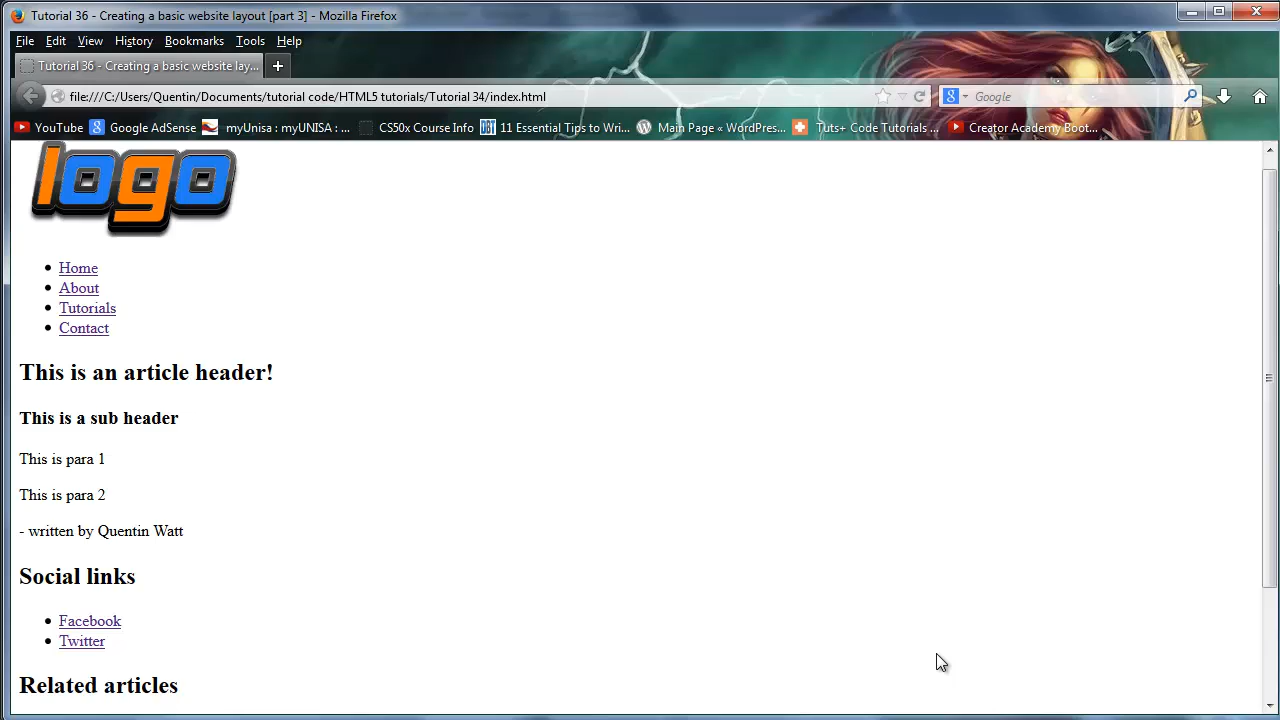 Tutorial 36 - Creating a basic website layout [part 3] - Mozilla Firefox
File Edit View History Bookmarks Tools Help
Tutorial 36 - Creating a basic website lay... +
file:///C:/Users/Quentin/Documents/tutorial code/HTML5 tutorials/Tutorial 34/index.html 8 Google
YouTube 8 Google AdSense myUnisa : myUNISA : ... CS50x Course Info DBT 11 Essential Tips to Wri... Main Page « WordPres... Tuts+ Code Tutorials ... Creator Academy Boot...
logo
Home
About
Tutorials
Contact
This is an article header!
This is a sub header
This is para 1
This is para 2
- written by Quentin Watt
Social links
Facebook
Twitter
Related articles